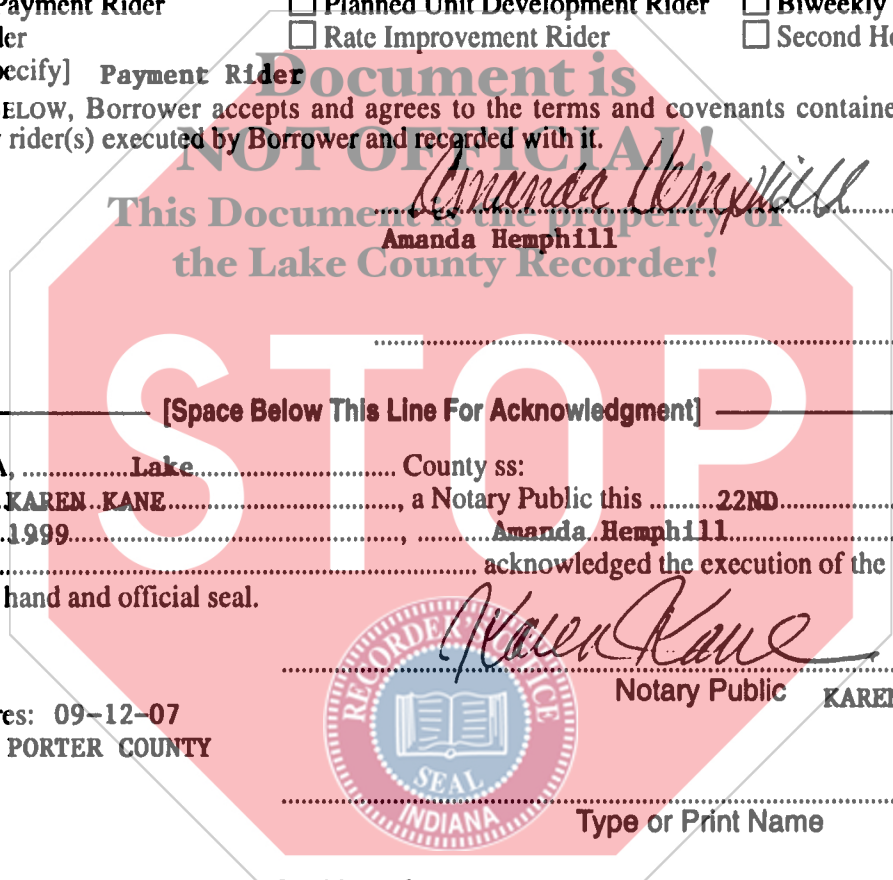 Payment Rider ☐ Planned Unit Development Rider ☐ Biweekly
der ☐ Rate Improvement Rider ☐ Second Ho
ecify] Payment Rider
Document is
ELOW, Borrower accepts and agrees to the terms and covenants containe
rider(s) executed by Borrower and recorded with it.
NOT OFFICIAL!
Amanda Hemphill
This Document is the property of
Amanda Hemphill
the Lake County Recorder!
STOP
[Space Below This Line For Acknowledgment]
A, Lake County ss:
KAREN KANE, a Notary Public this 22ND
1999, Amanda Hemphill
acknowledged the execution of the
hand and official seal.
Karen Kane
RECORDER'S OFFICE
Notary Public KAREN
res: 09-12-07
PORTER COUNTY
SEAL
INDIANA
Type or Print Name